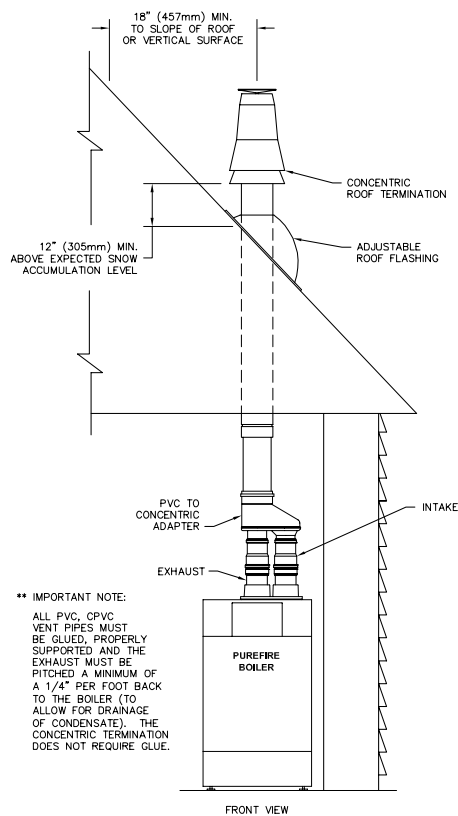 18" (457mm) MIN.
TO SLOPE OF ROOF
OR VERTICAL SURFACE
CONCENTRIC
ROOF TERMINATION
12" (305mm) MIN.
ABOVE EXPECTED SNOW
ACCUMULATION LEVEL
ADJUSTABLE
ROOF FLASHING
PVC TO
CONCENTRIC
ADAPTER
INTAKE
EXHAUST
** IMPORTANT NOTE:
ALL PVC, CPVC
VENT PIPES MUST
BE GLUED, PROPERLY
SUPPORTED AND THE
EXHAUST MUST BE
PITCHED A MINIMUM OF
A 1/4" PER FOOT BACK
TO THE BOILER (TO
ALLOW FOR DRAINAGE
OF CONDENSATE). THE
CONCENTRIC TERMINATION
DOES NOT REQUIRE GLUE.
PUREFIRE
BOILER
FRONT VIEW